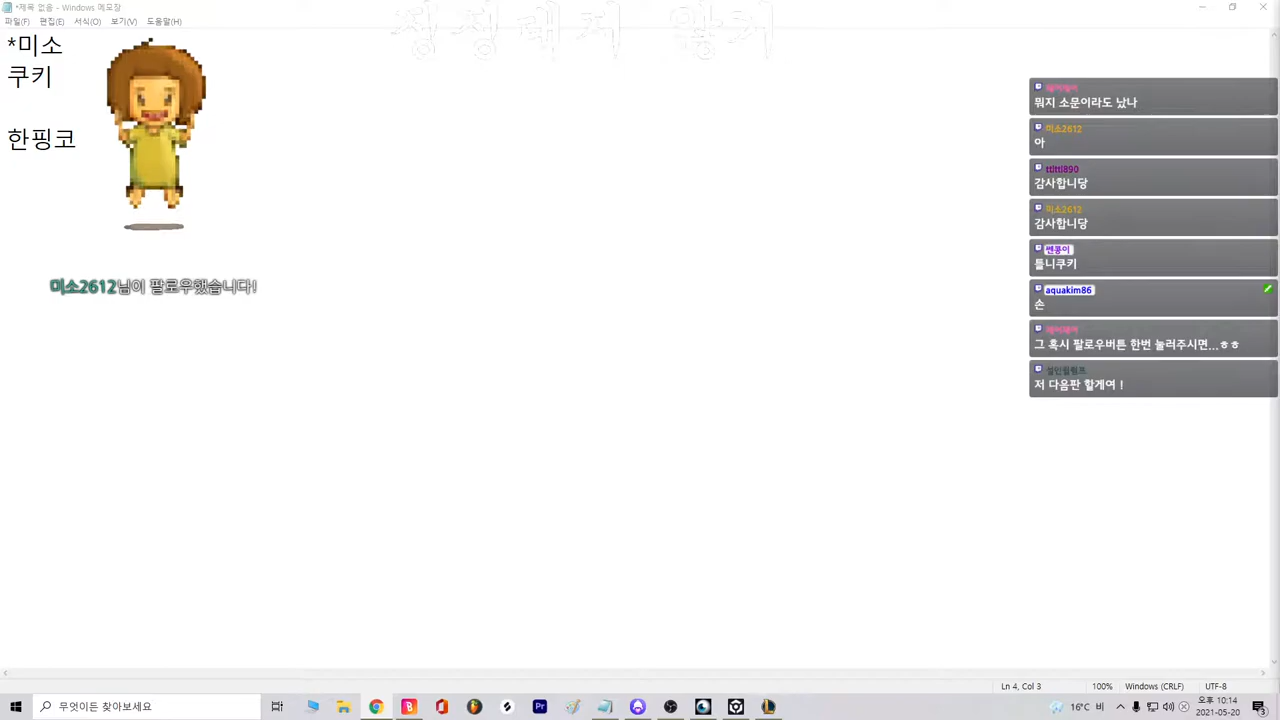 *제목 없음 - Windows 메모장
파일(F) 편집(E) 서식(O) 보기(V) 도움말(H)
*미소
쿠키
한핑코
미소2612님이 팔로우했습니다!
뭐지 소문이라도 났나
미소2612
아
ttittl890
감사합니당
미소2612
감사합니당
쩬콩이
틀니쿠키
aquakim86
손
그 혹시 팔로우버튼 한번 눌러주시면...ㅎㅎ
저 다음판 할게여 !
Ln 4, Col 3
100%
Windows (CRLF)
UTF-8
무엇이든 찾아보세요
16°C 비
오후 10:14
2021-05-20